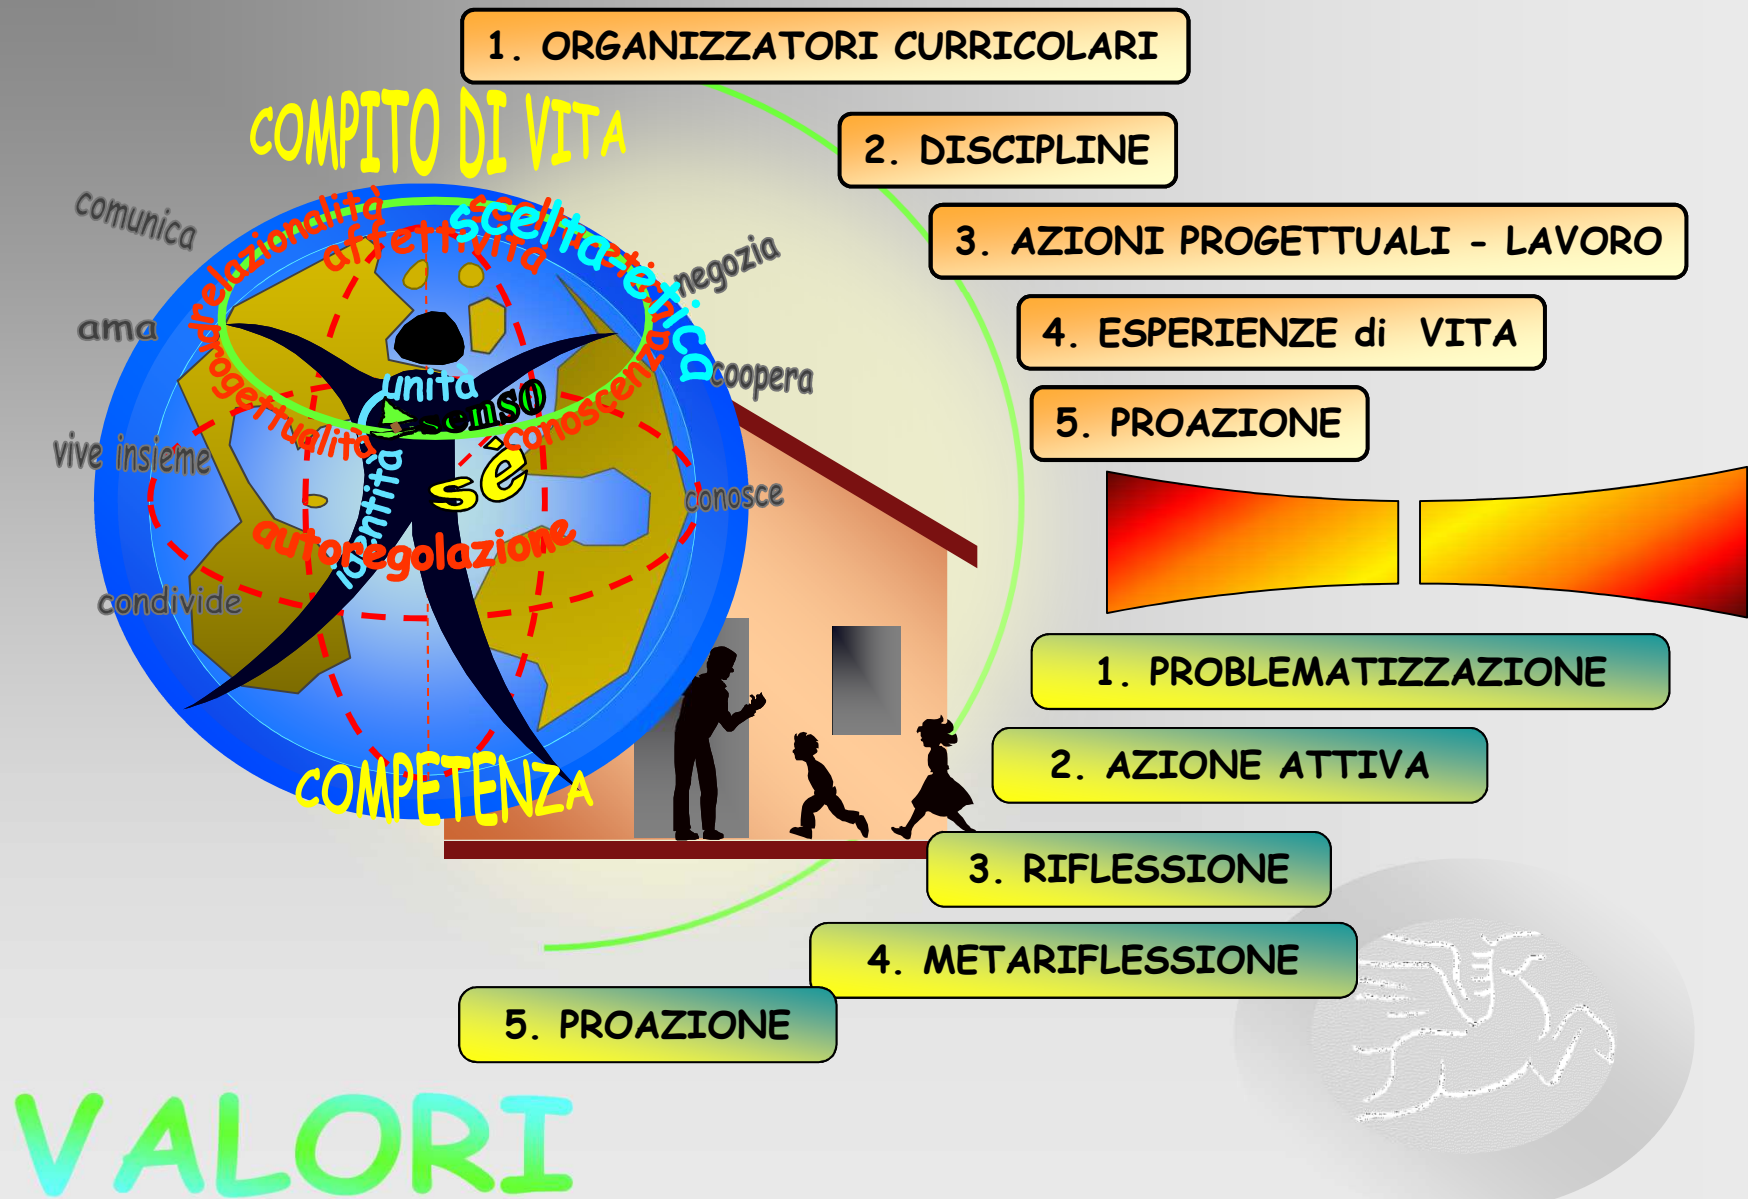 1. ORGANIZZATORI CURRICOLARI
COMPITO DI VITA
2. DISCIPLINE
3. AZIONI PROGETTUALI - LAVORO
4. ESPERIENZE di VITA
5. PROAZIONE
comunica
ama
vive insieme
condivide
negozia
coopera
conosce
relazionalità
affettività
scelta-etica
progettualità
conoscenza
unità
senso
sè
identità
autoregolazione
COMPETENZA
1. PROBLEMATIZZAZIONE
2. AZIONE ATTIVA
3. RIFLESSIONE
4. METARIFLESSIONE
5. PROAZIONE
VALORI